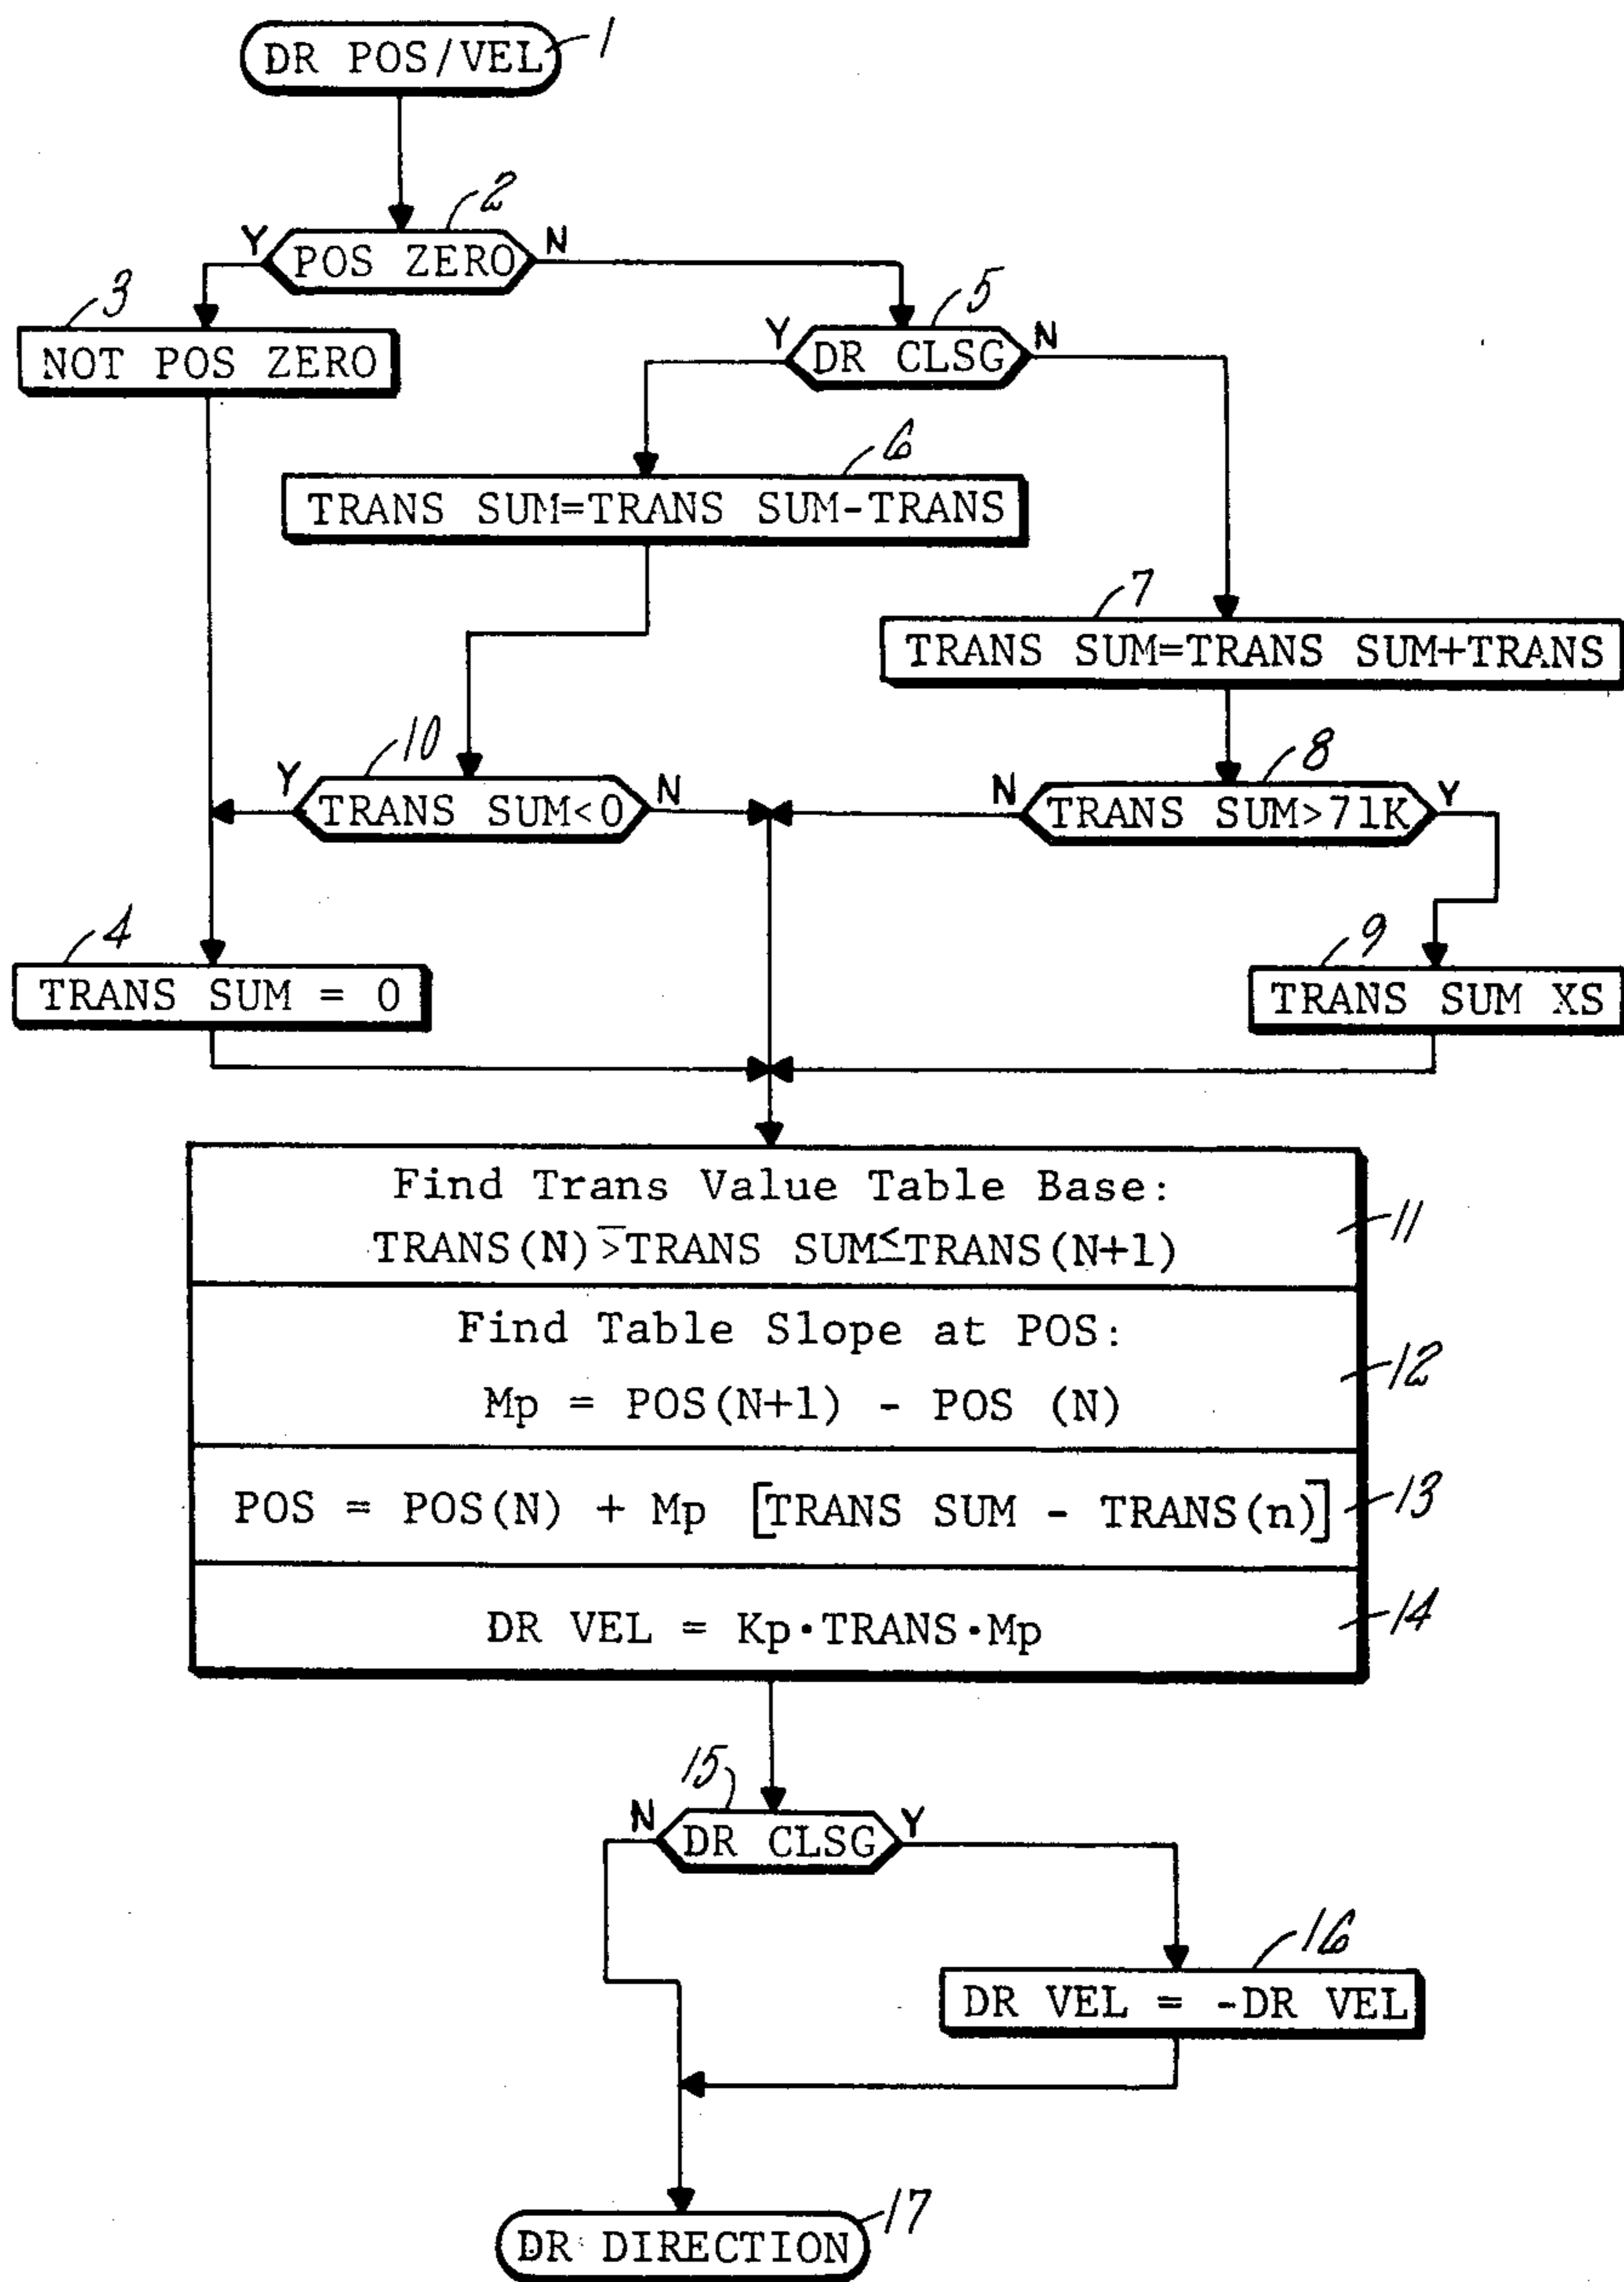 DR POS/VEL 1
2
Y POS ZERO N
3
NOT POS ZERO
5
Y DR CLSG N
6
TRANS SUM=TRANS SUM-TRANS
7
TRANS SUM=TRANS SUM+TRANS
10
Y TRANS SUM<0 N
8
N TRANS SUM>71K Y
4
TRANS SUM = 0
9
TRANS SUM XS
Find Trans Value Table Base:
TRANS(N)>̅TRANS SUM≤TRANS(N+1)
11
Find Table Slope at POS:
Mp = POS(N+1) - POS (N)
12
POS = POS(N) + Mp [TRANS SUM - TRANS(n)] 13
DR VEL = Kp·TRANS·Mp 14
15
N DR CLSG Y
16
DR VEL = -DR VEL
17
DR DIRECTION